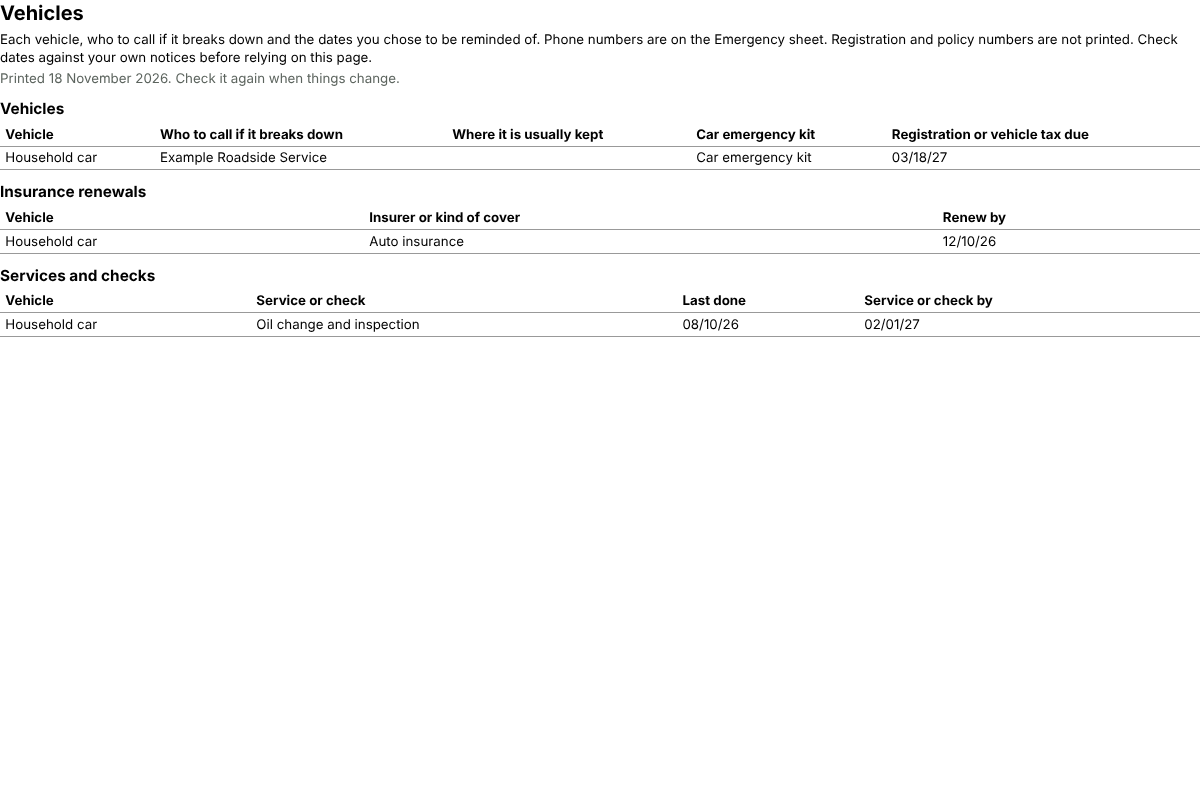 Vehicles
Each vehicle, who to call if it breaks down and the dates you chose to be reminded of. Phone numbers are on the Emergency sheet. Registration and policy numbers are not printed. Check
dates against your own notices before relying on this page.
Printed 18 November 2026. Check it again when things change.
Vehicles
Vehicle Who to call if it breaks down Where it is usually kept Car emergency kit Registration or vehicle tax due
Household car Example Roadside Service Car emergency kit 03/18/27
Insurance renewals
Vehicle Insurer or kind of cover Renew by
Household car Auto insurance 12/10/26
Services and checks
Vehicle Service or check Last done Service or check by
Household car Oil change and inspection 08/10/26 02/01/27